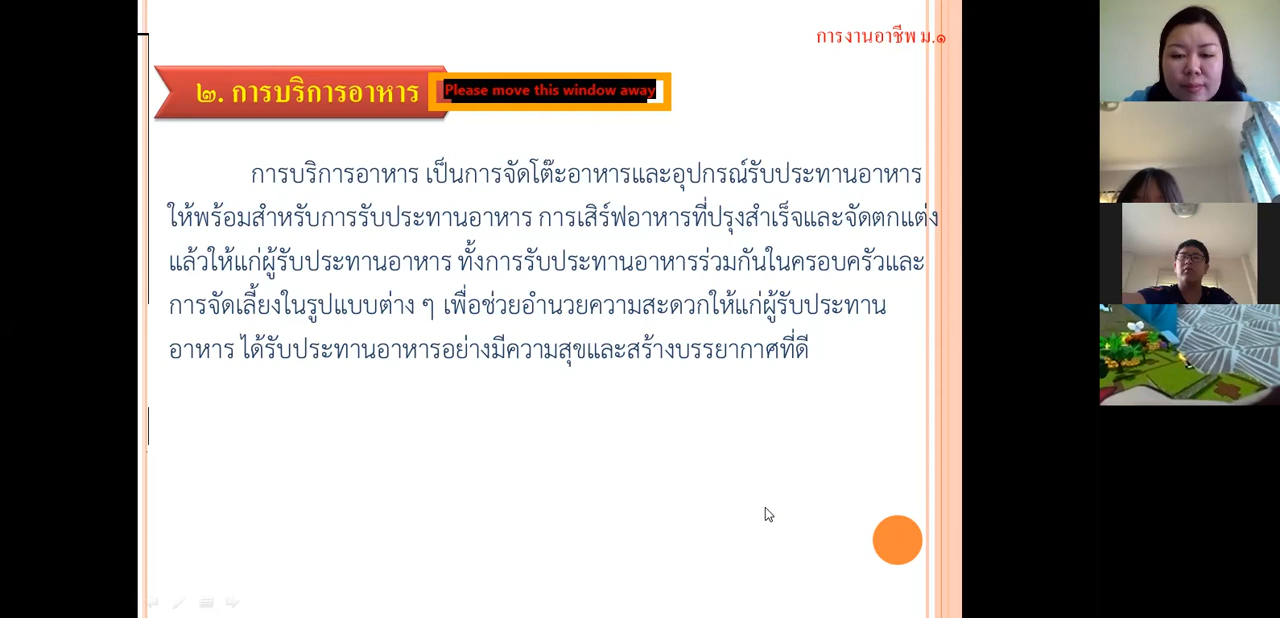 การงานอาชีพ ม.๑
๒. การบริการอาหาร
Please move this window away
การบริการอาหาร เป็นการจัดโต๊ะอาหารและอุปกรณ์รับประทานอาหาร
ให้พร้อมสำหรับการรับประทานอาหาร การเสิร์ฟอาหารที่ปรุงสำเร็จและจัดตกแต่ง
แล้วให้แก่ผู้รับประทานอาหาร ทั้งการรับประทานอาหารร่วมกันในครอบครัวและ
การจัดเลี้ยงในรูปแบบต่าง ๆ เพื่อช่วยอำนวยความสะดวกให้แก่ผู้รับประทาน
อาหาร ได้รับประทานอาหารอย่างมีความสุขและสร้างบรรยากาศที่ดี